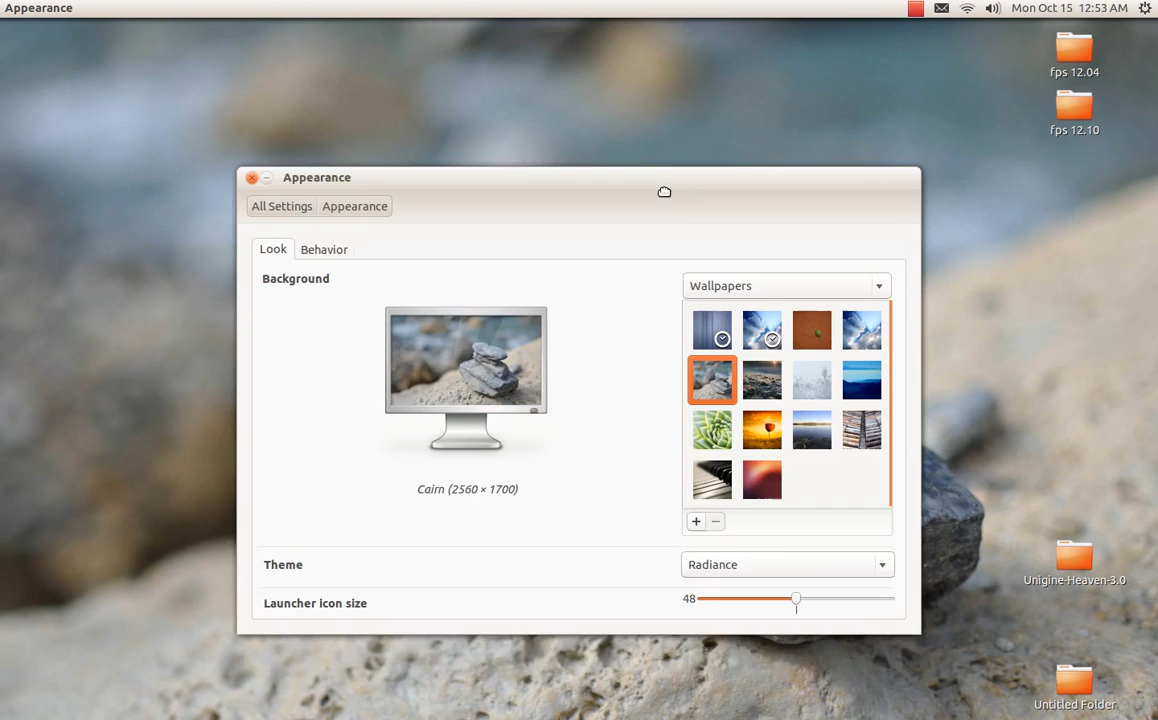 Appearance
Mon Oct 15 12:53 AM
fps 12.04
fps 12.10
Appearance
All Settings Appearance
Look Behavior
Background
Wallpapers
Cairn (2560 × 1700)
Theme
Radiance
Launcher icon size
48
Unigine-Heaven-3.0
Untitled Folder